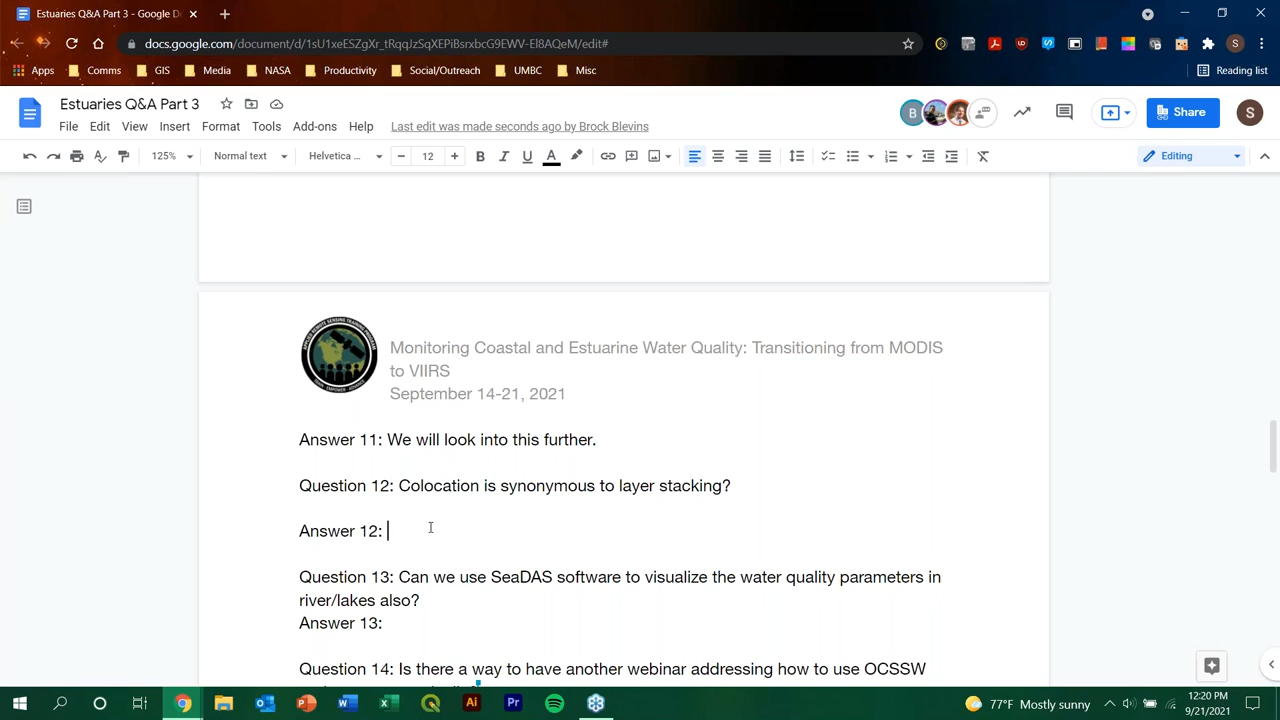 Estuaries Q&A Part 3 - Google D
docs.google.com/document/d/1sU1xeESZgXr_tRqqJzSqXEPiBsrxbcG9EWV-El8AQeM/edit#
Apps Comms GIS Media NASA Productivity Social/Outreach UMBC Misc Reading list
Estuaries Q&A Part 3
File Edit View Insert Format Tools Add-ons Help Last edit was made seconds ago by Brock Blevins
Share
125% Normal text Helvetica ... 12 Editing
Monitoring Coastal and Estuarine Water Quality: Transitioning from MODIS
to VIIRS
September 14-21, 2021
Answer 11: We will look into this further.
Question 12: Colocation is synonymous to layer stacking?
Answer 12:
Question 13: Can we use SeaDAS software to visualize the water quality parameters in
river/lakes also?
Answer 13:
Question 14: Is there a way to have another webinar addressing how to use OCSSW
77°F Mostly sunny
12:20 PM
9/21/2021